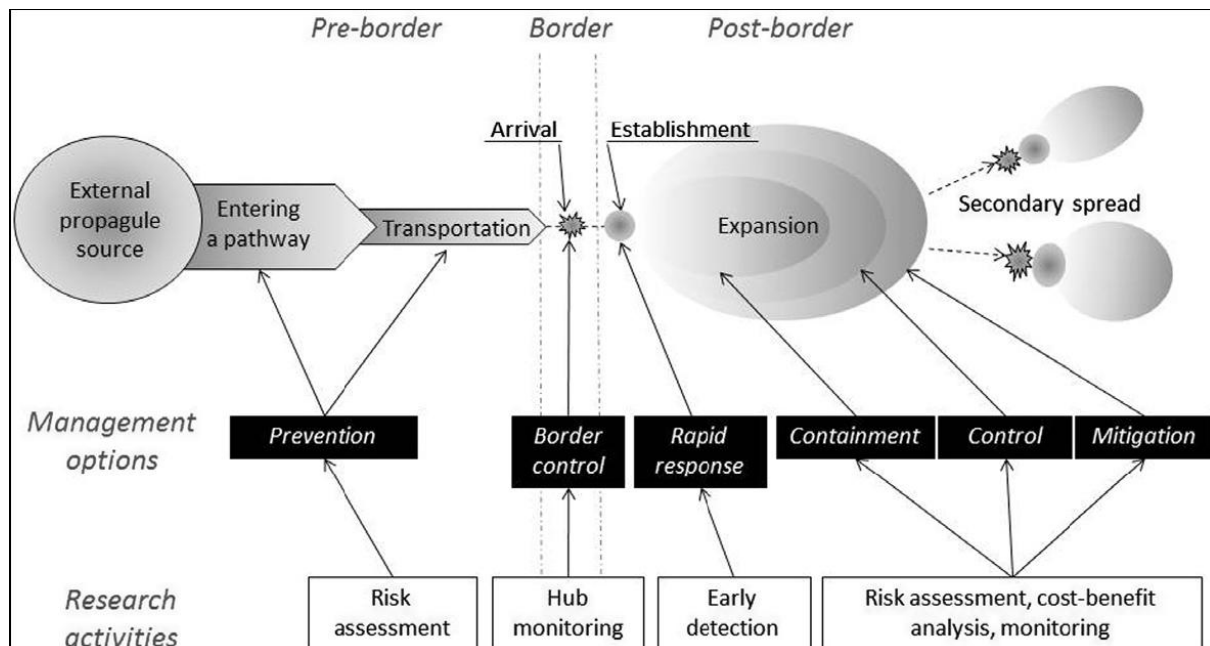 Pre-border
Border
Post-border
Arrival
Establishment
External
propagule
source
Entering
a pathway
Transportation
Expansion
Secondary spread
Management
options
Prevention
Border
control
Rapid
response
Containment
Control
Mitigation
Research
activities
Risk
assessment
Hub
monitoring
Early
detection
Risk assessment, cost-benefit
analysis, monitoring